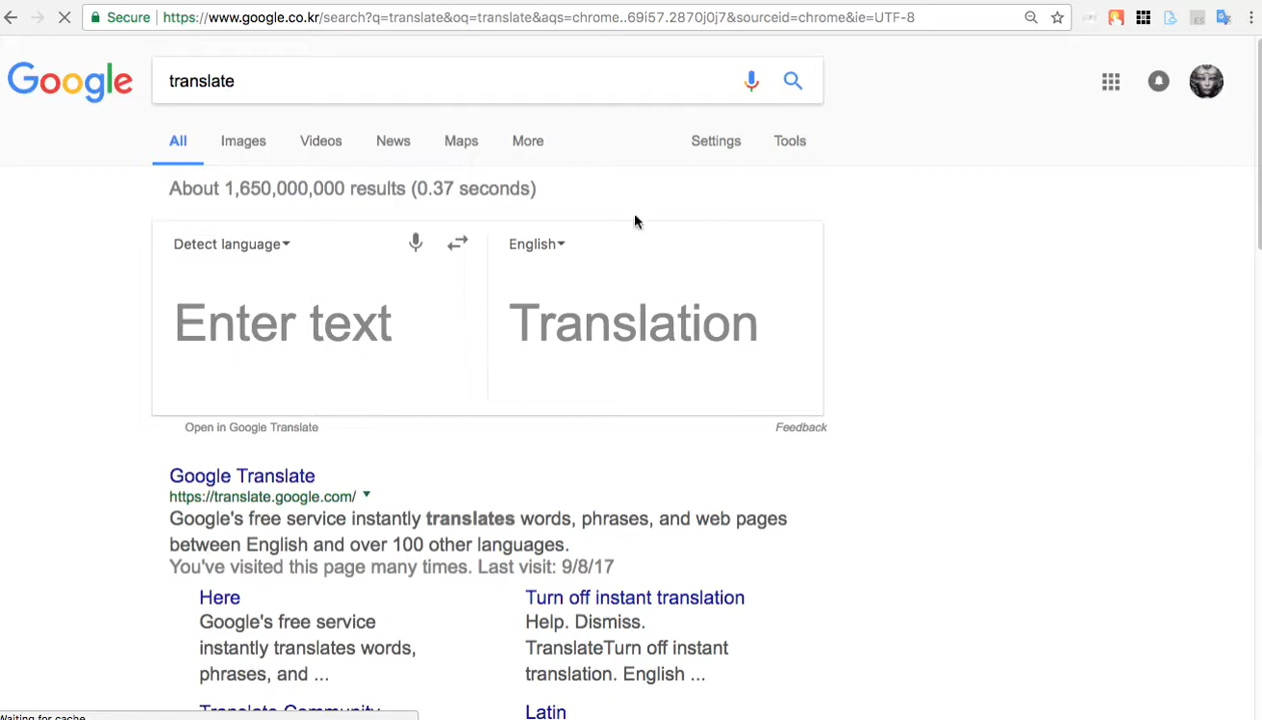 Secure https://www.google.co.kr/search?q=translate&oq=translate&aqs=chrome..69i57.2870j0j7&sourceid=chrome&ie=UTF-8
Google translate
All Images Videos News Maps More Settings Tools
About 1,650,000,000 results (0.37 seconds)
Detect language English
Enter text Translation
Open in Google Translate Feedback
Google Translate
https://translate.google.com/
Google's free service instantly translates words, phrases, and web pages
between English and over 100 other languages.
You've visited this page many times. Last visit: 9/8/17
Here
Google's free service
instantly translates words,
phrases, and ...
Turn off instant translation
Help. Dismiss.
TranslateTurn off instant
translation. English ...
Translate Community
Latin
Waiting for cache